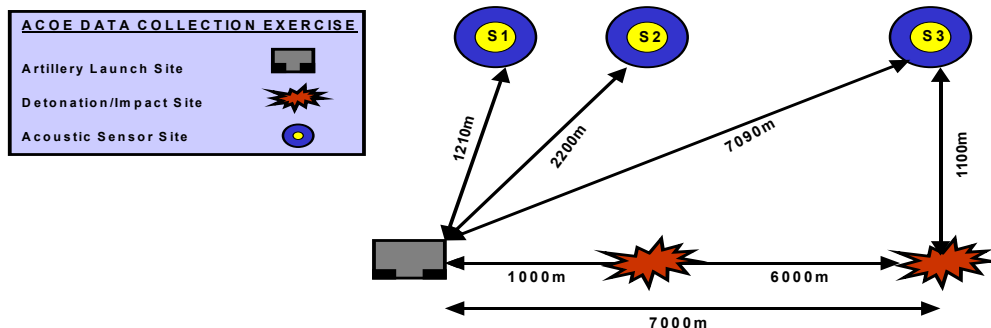 ACOE DATA COLLECTION EXERCISE
Artillery Launch Site
Detonation/Impact Site
Acoustic Sensor Site
S1
S2
S3
1210m
2200m
7090m
1100m
1000m
6000m
7000m